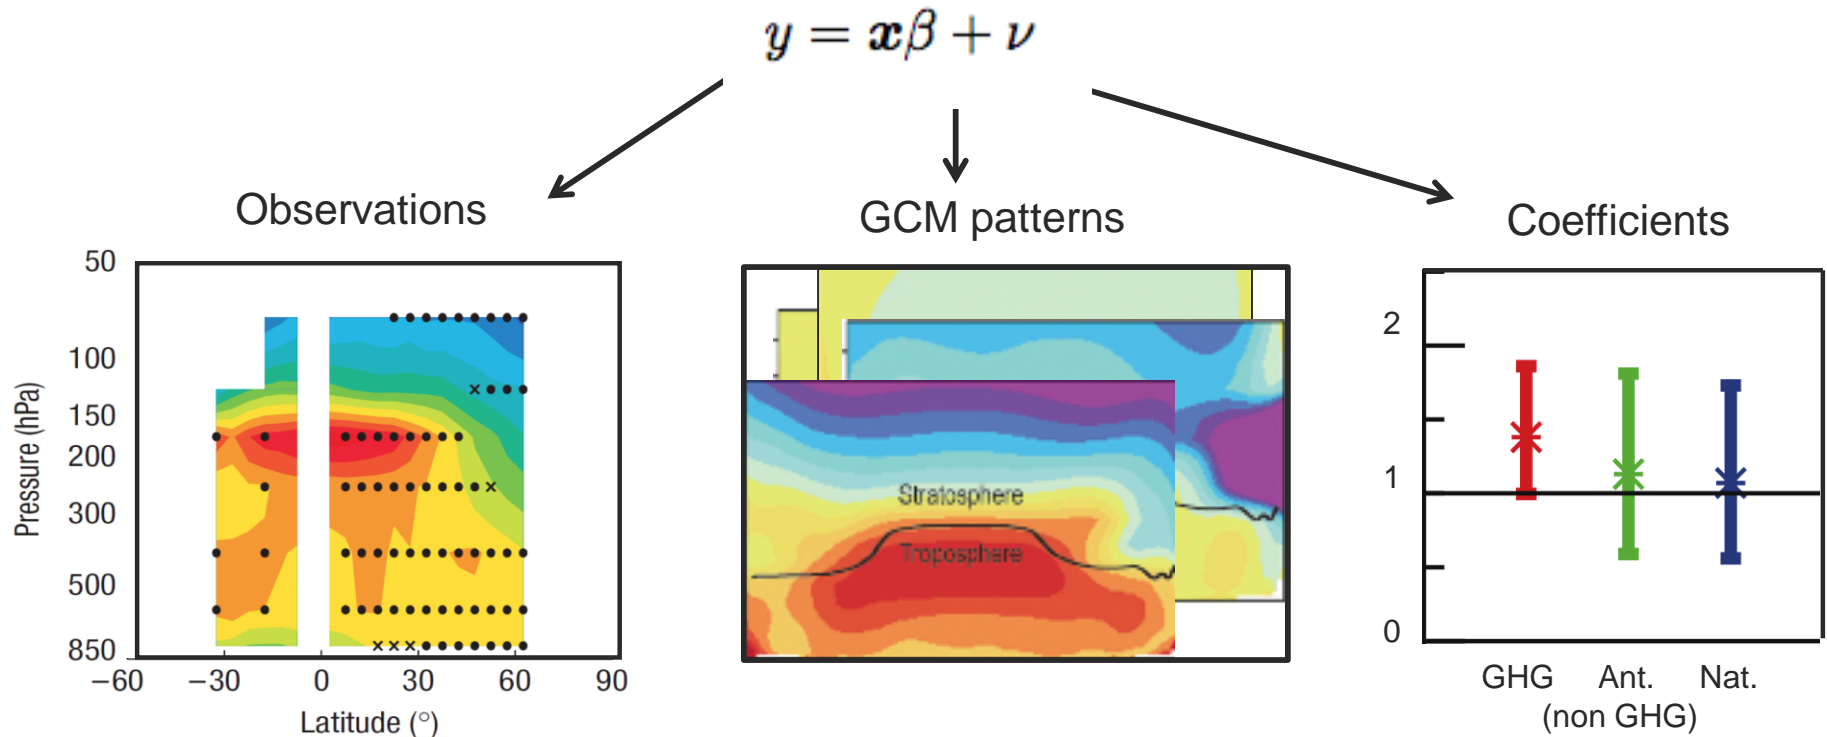 y = xβ + ν
Observations
GCM patterns
Coefficients
50
100
150
200
300
500
850
Pressure (hPa)
−60 −30 0 30 60 90
Latitude (°)
Stratosphere
Troposphere
2
1
0
GHG Ant. Nat.
(non GHG)